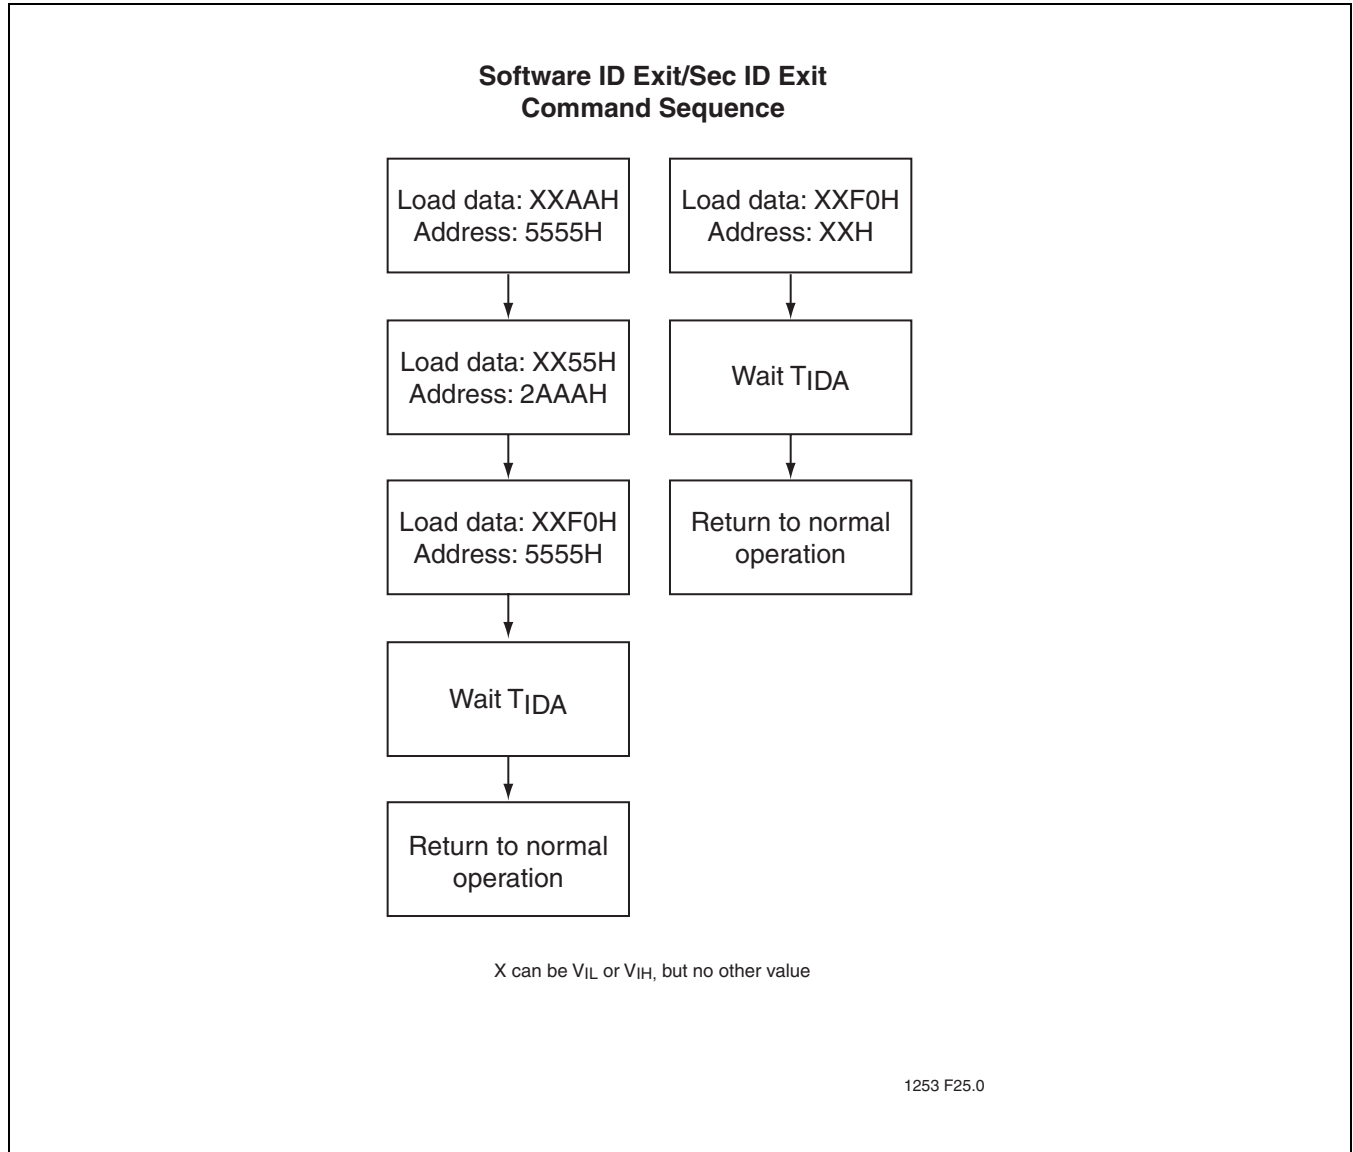 Software ID Exit/Sec ID Exit
Command Sequence
Load data: XXAAH
Address: 5555H
Load data: XX55H
Address: 2AAAH
Load data: XXF0H
Address: 5555H
Wait TIDA
Return to normal
operation
Load data: XXF0H
Address: XXH
Wait TIDA
Return to normal
operation
X can be VIL or VIH, but no other value
1253 F25.0